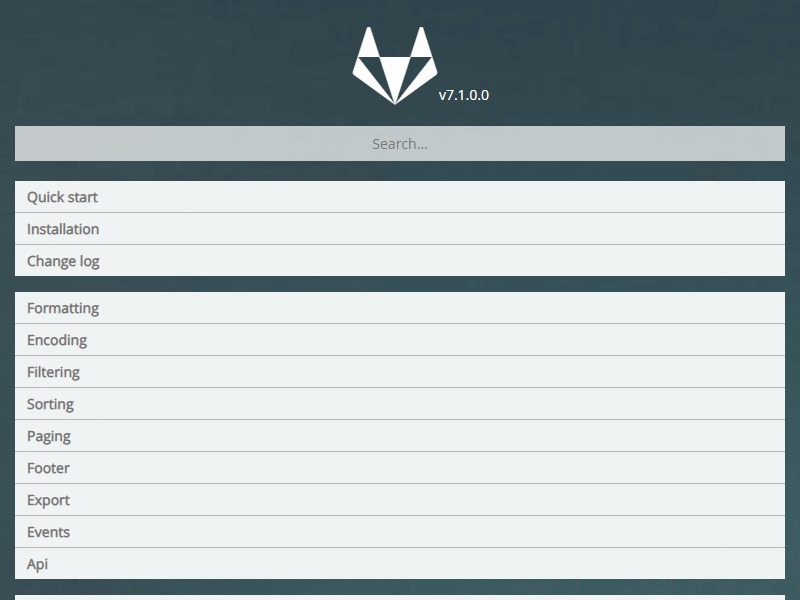 v7.1.0.0
Search...
Quick start
Installation
Change log
Formatting
Encoding
Filtering
Sorting
Paging
Footer
Export
Events
Api